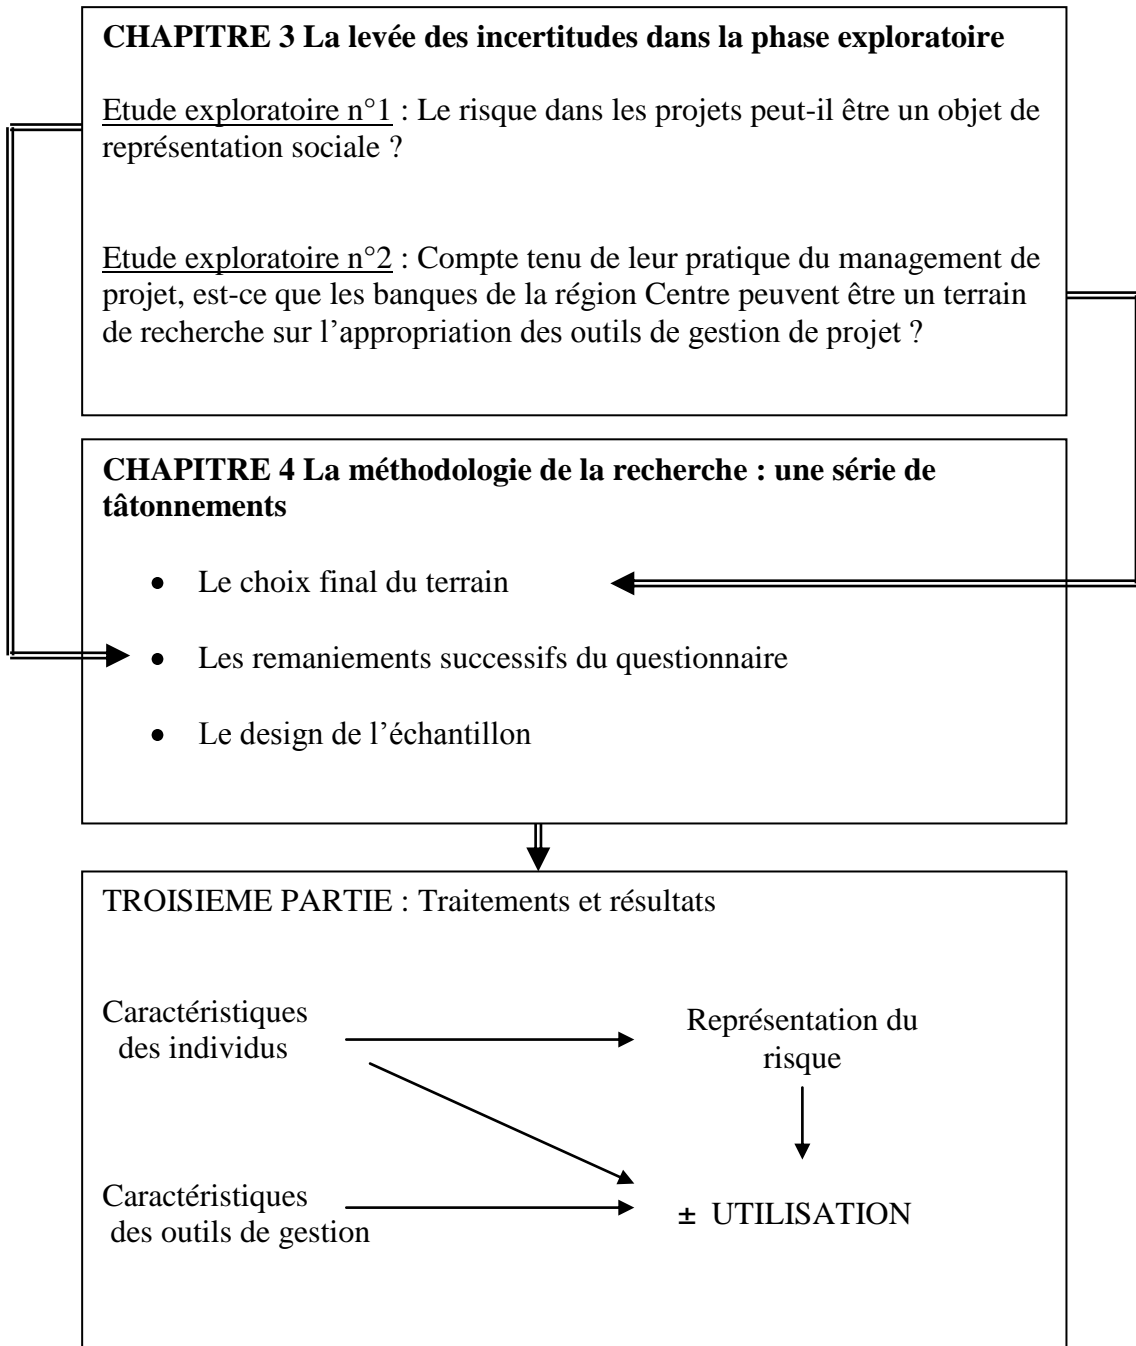 CHAPITRE 3 La levée des incertitudes dans la phase exploratoire
Etude exploratoire n°1 : Le risque dans les projets peut-il être un objet de
représentation sociale ?
Etude exploratoire n°2 : Compte tenu de leur pratique du management de
projet, est-ce que les banques de la région Centre peuvent être un terrain
de recherche sur l’appropriation des outils de gestion de projet ?
CHAPITRE 4 La méthodologie de la recherche : une série de
tâtonnements
• Le choix final du terrain
• Les remaniements successifs du questionnaire
• Le design de l’échantillon
TROISIEME PARTIE : Traitements et résultats
Caractéristiques
des individus
Représentation du
risque
Caractéristiques
des outils de gestion
± UTILISATION